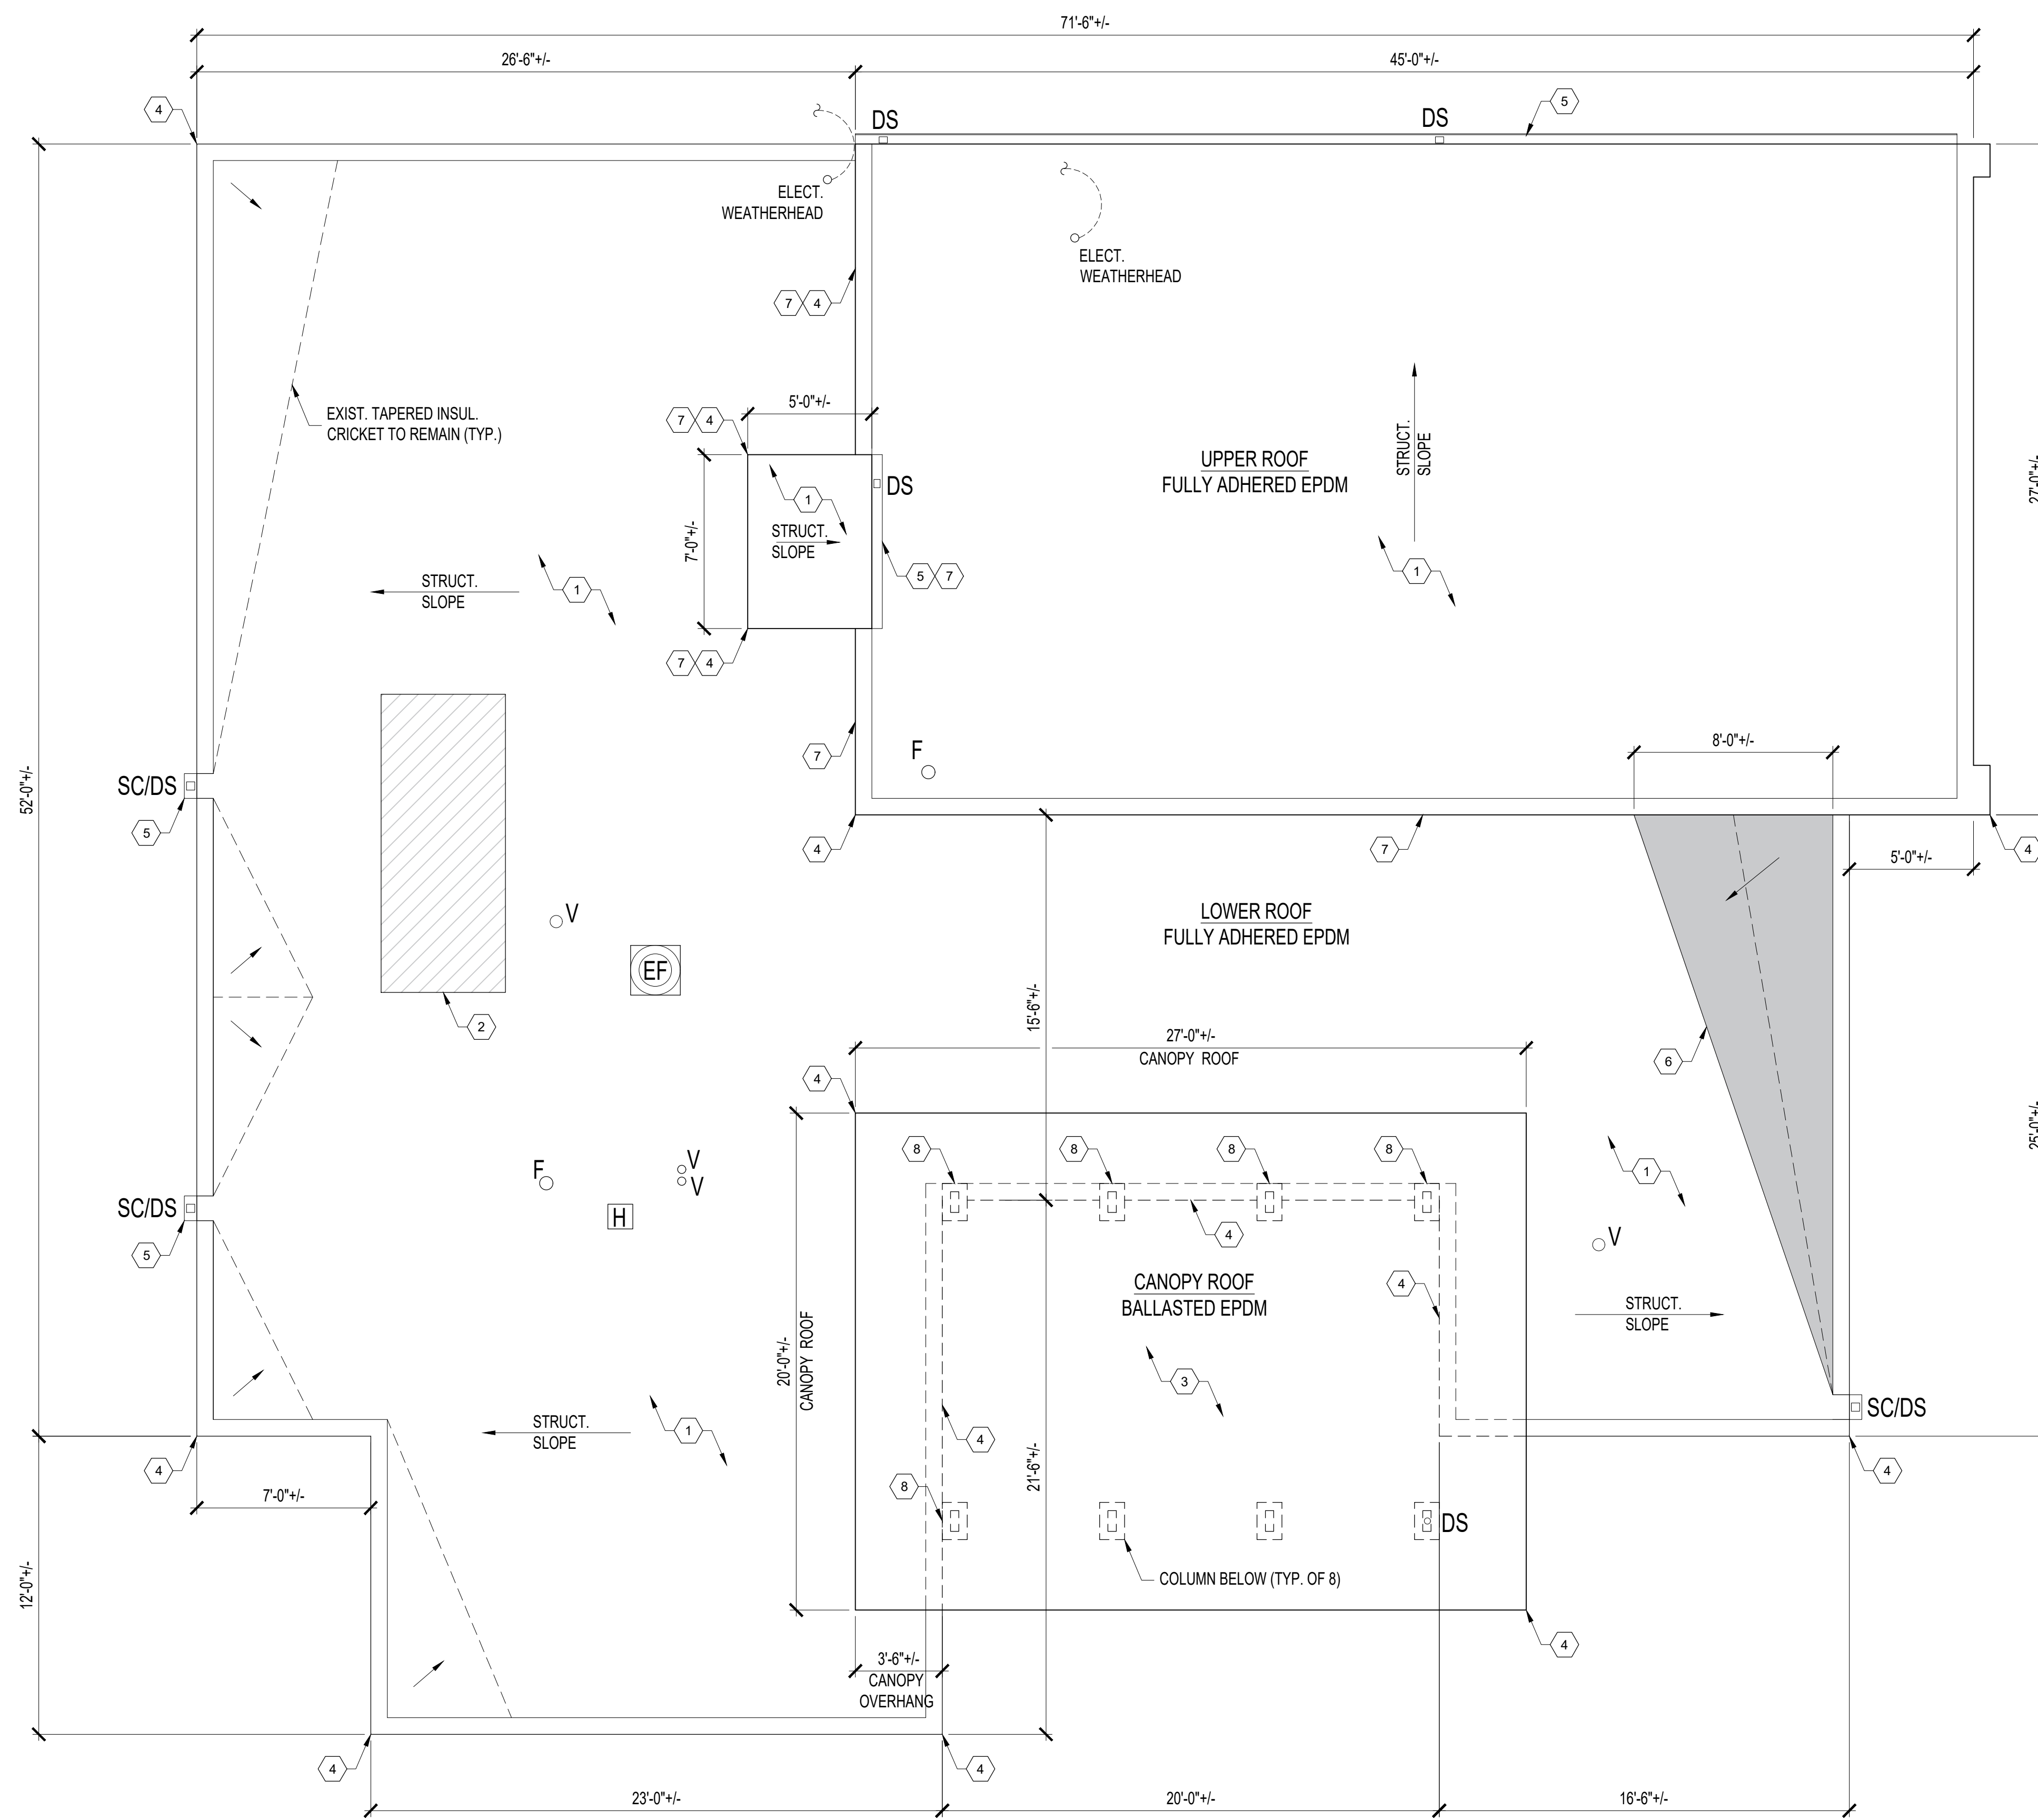 71'-6"+/-
26'-6"+/-
45'-0"+/-
4
5
DS
DS
ELECT.
WEATHERHEAD
ELECT.
WEATHERHEAD
7 4
EXIST. TAPERED INSUL.
CRICKET TO REMAIN (TYP.)
5'-0"+/-
7 4
1
DS
STRUCT.
SLOPE
7'-0"+/-
5 7
UPPER ROOF
FULLY ADHERED EPDM
STRUCT.
SLOPE
1
27'-0"+/-
STRUCT.
SLOPE
1
7 4
7
F
8'-0"+/-
52'-0"+/-
SC/DS
5
4
7
5'-0"+/-
4
V
EF
2
LOWER ROOF
FULLY ADHERED EPDM
15'-6"+/-
27'-0"+/-
CANOPY ROOF
6
4
25'-0"+/-
8
8
8
8
1
F
V
V
H
SC/DS
5
4
V
CANOPY ROOF
BALLASTED EPDM
4
STRUCT.
SLOPE
20'-0"+/-
CANOPY ROOF
3
SC/DS
STRUCT.
SLOPE
1
4
21'-6"+/-
4
4
7'-0"+/-
8
DS
COLUMN BELOW (TYP. OF 8)
12'-0"+/-
4
3'-6"+/-
CANOPY
OVERHANG
4
4
23'-0"+/-
20'-0"+/-
16'-6"+/-